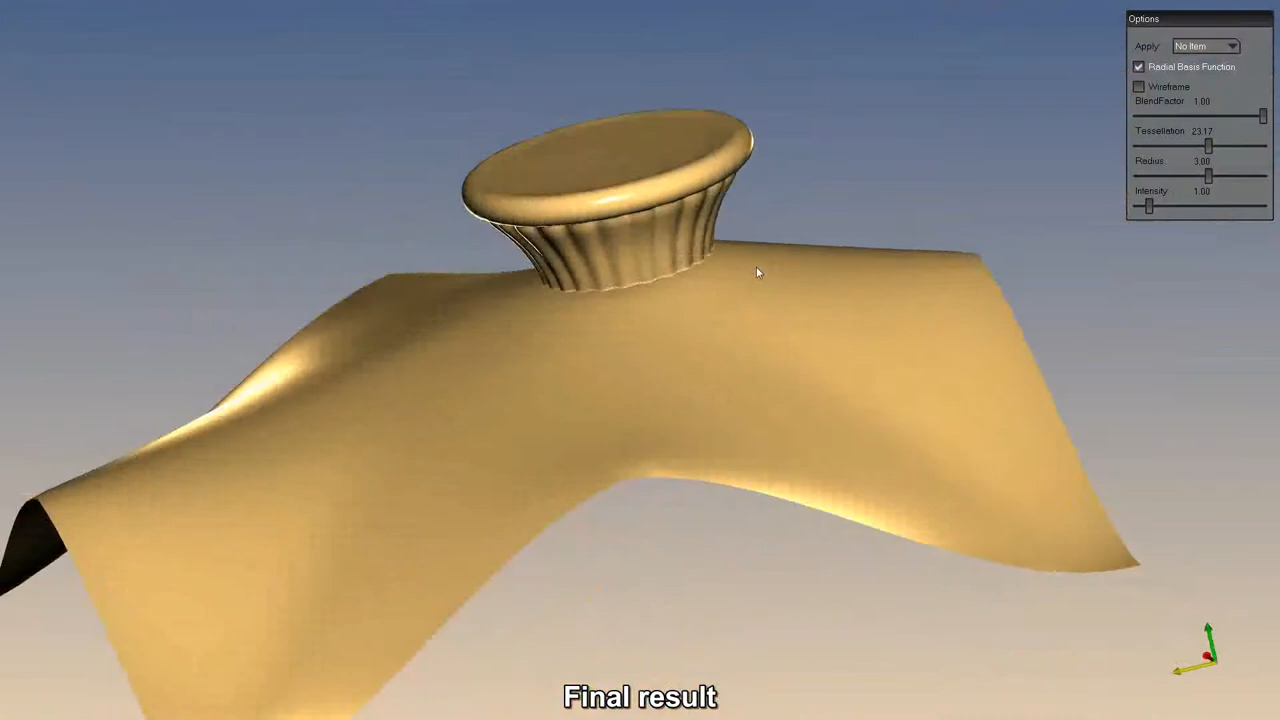 Options
Apply: No Item
Radial Basis Function
Wireframe
BlendFactor 1.00
Tessellation 23.17
Radius 3.00
Intensity 1.00
Final result